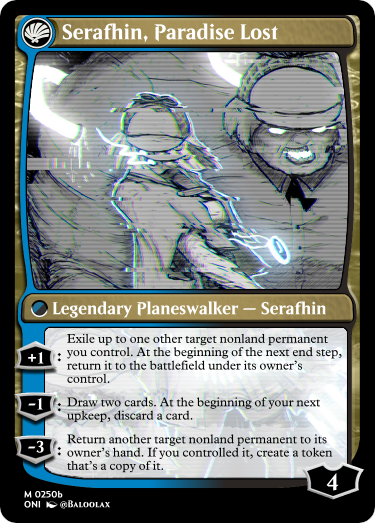 Serafhin, Paradise Lost
Legendary Planeswalker — Serafhin
+1: Exile up to one other target nonland permanent
you control. At the beginning of the next end step,
return it to the battlefield under its owner's
control.
-1: Draw two cards. At the beginning of your next
upkeep, discard a card.
-3: Return another target nonland permanent to its
owner's hand. If you controlled it, create a token
that's a copy of it.
4
M 0250b
ONI @BALOOLAX